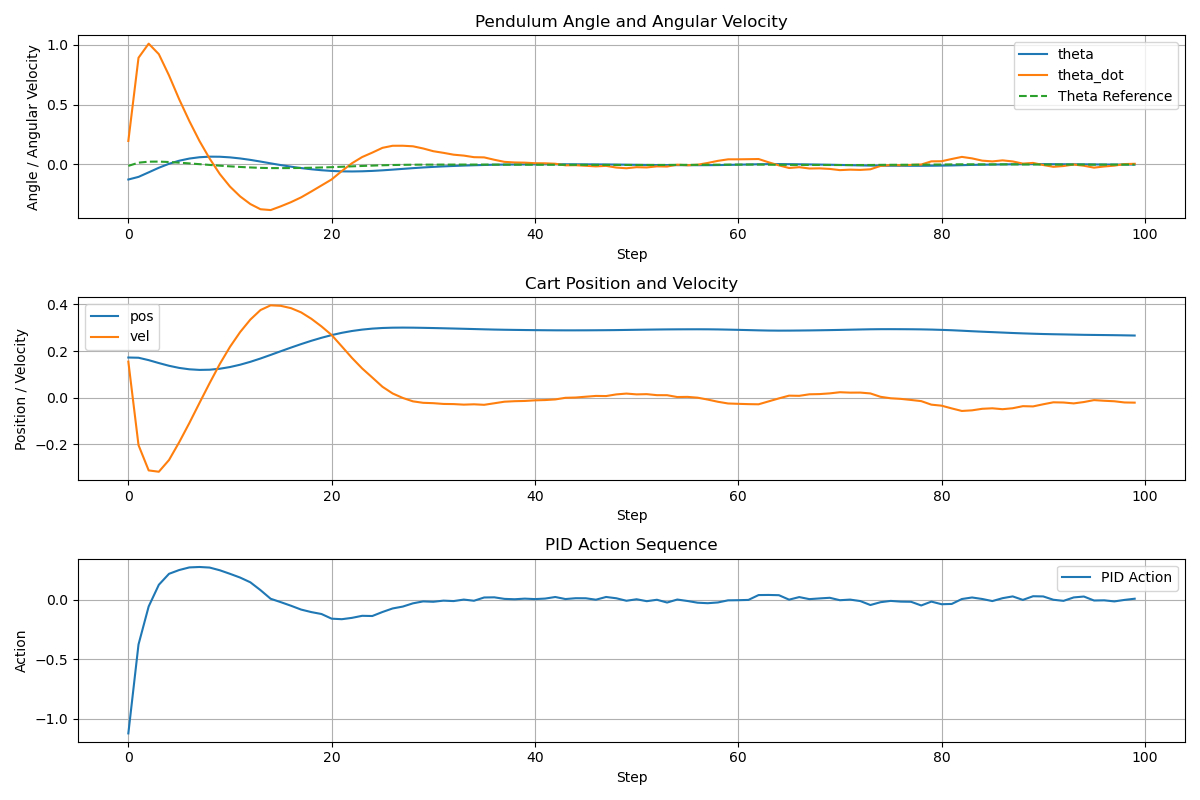 Pendulum Angle and Angular Velocity
Angle / Angular Velocity
1.0
0.5
0.0
theta
theta_dot
Theta Reference
0
20
40
60
80
100
Step
Cart Position and Velocity
Position / Velocity
0.4
0.2
0.0
−0.2
pos
vel
0
20
40
60
80
100
Step
PID Action Sequence
Action
0.0
−0.5
−1.0
PID Action
0
20
40
60
80
100
Step